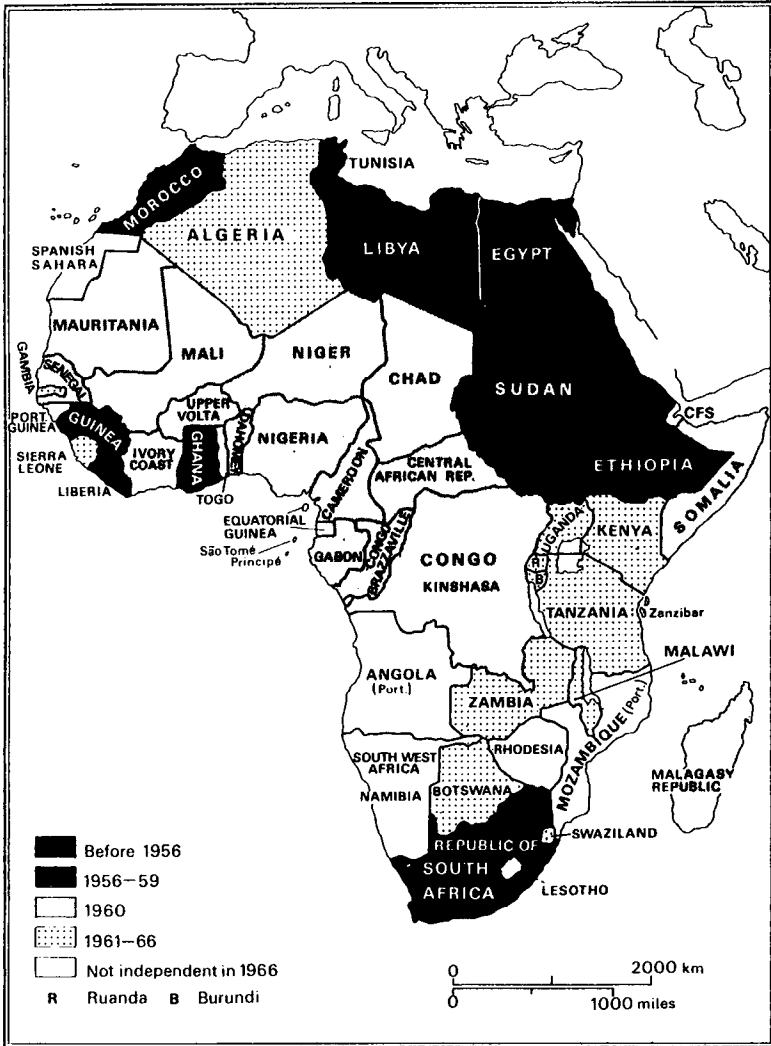 TUNISIA
MOROCCO
ALGERIA
LIBYA
EGYPT
SPANISH
SAHARA
MAURITANIA
MALI
NIGER
CHAD
SUDAN
GAMBIA
SENEGAL
PORT.
GUINEA
GUINEA
UPPER
VOLTA
DAHOMEY
NIGERIA
CFS
SIERRA
LEONE
IVORY
COAST
GHANA
CENTRAL
AFRICAN REP.
ETHIOPIA
SOMALIA
LIBERIA
TOGO
CAMEROON
EQUATORIAL
GUINEA
UGANDA
KENYA
São Tomé
Principé
GABON
CONGO
BRAZZAVILLE
CONGO
KINSHASA
R
B
TANZANIA
Zanzibar
MALAWI
ANGOLA
(Port.)
ZAMBIA
MOZAMBIQUE (Port.)
SOUTH WEST
AFRICA
NAMIBIA
RHODESIA
BOTSWANA
MALAGASY
REPUBLIC
SWAZILAND
REPUBLIC OF
SOUTH
AFRICA
LESOTHO
Before 1956
1956–59
1960
1961–66
Not independent in 1966
R Ruanda B Burundi
0 2000 km
0 1000 miles